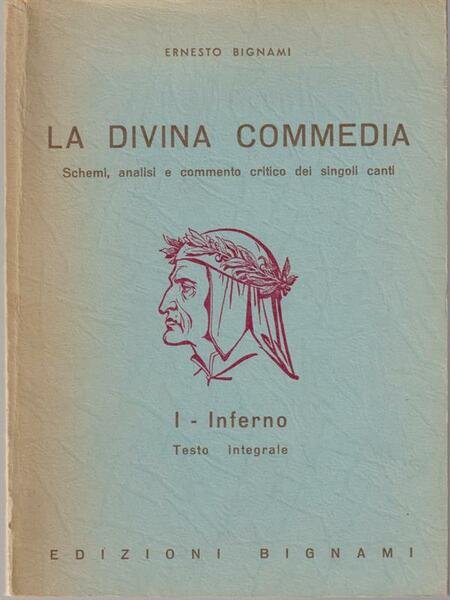 ERNESTO BIGNAMI
LA DIVINA COMMEDIA
Schemi, analisi e commento critico dei singoli canti
I - Inferno
Testo integrale
EDIZIONI BIGNAMI